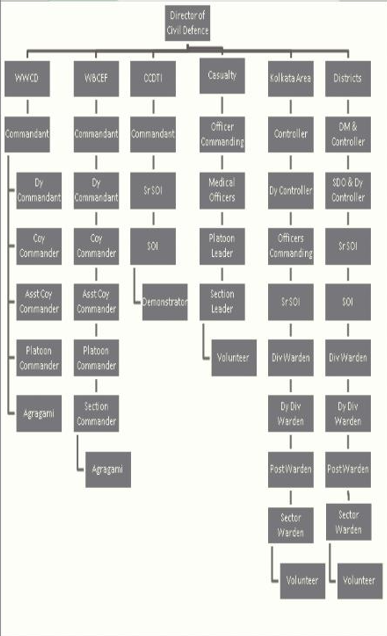 Director of
Civil Defence
WWCD
Commandant
Dy
Commandant
Coy
Commander
Asst Coy
Commander
Platoon
Commander
Agragami
WBCEF
Commandant
Dy
Commandant
Coy
Commander
Asst Coy
Commander
Platoon
Commander
Section
Commander
Agragami
CCDTI
Commandant
Sr SOI
SOI
Demonstrator
Casualty
Officer
Commanding
Medical
Officers
Platoon
Leader
Section
Leader
Volunteer
Kolkata Area
Controller
Dy Controller
Officers
Commanding
Sr SOI
Div Warden
Dy Div
Warden
Post Warden
Sector
Warden
Volunteer
Districts
DM &
Controller
SDO & Dy
Controller
Sr SOI
SOI
Div Warden
Dy Div
Warden
Post Warden
Sector
Warden
Volunteer